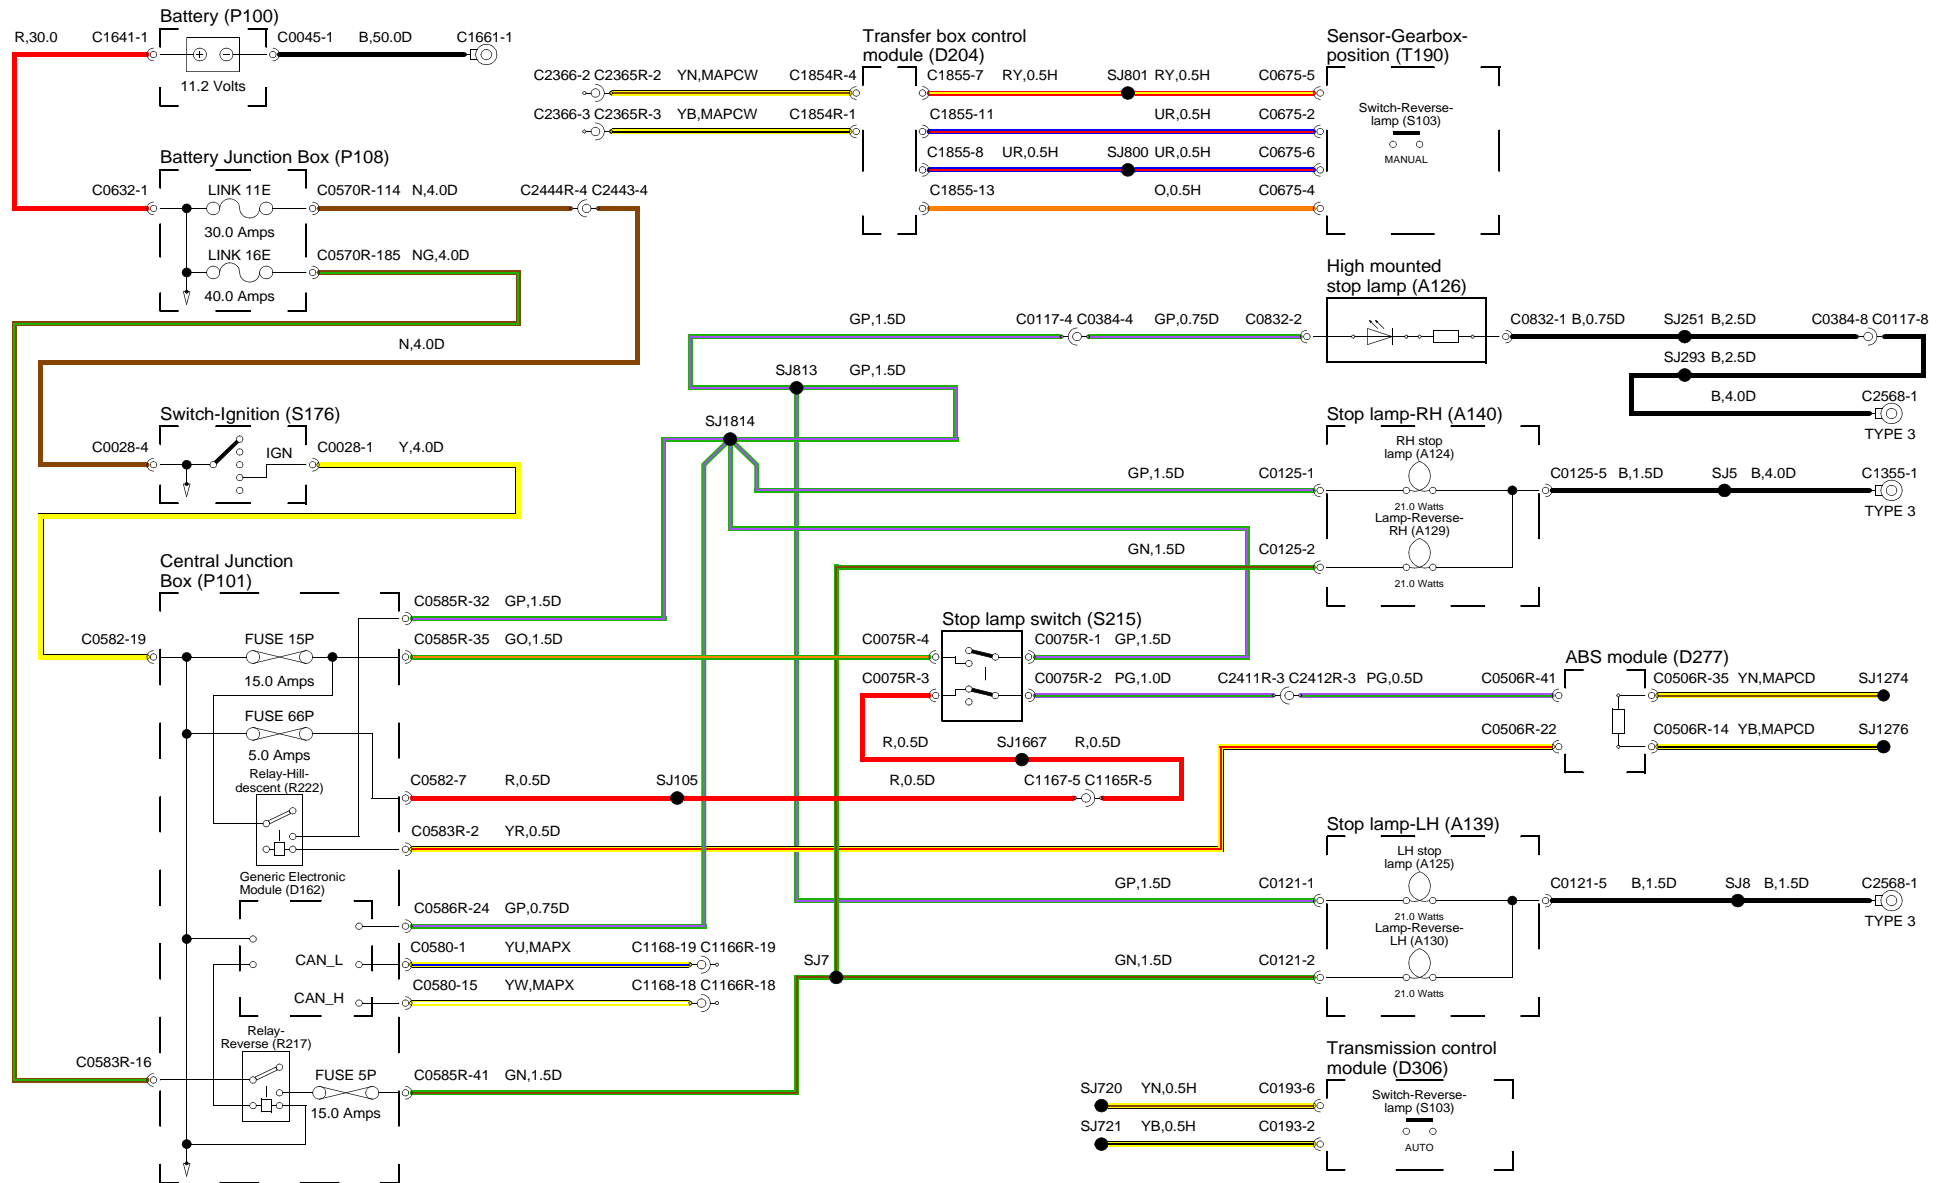 Battery (P100)
R,30.0 C1641-1 C0045-1 B,50.0D C1661-1
11.2 Volts
Battery Junction Box (P108)
C0632-1 LINK 11E C0570R-114 N,4.0D C2444R-4 C2443-4
30.0 Amps
LINK 16E C0570R-185 NG,4.0D
40.0 Amps
N,4.0D
Switch-Ignition (S176)
C0028-4 IGN C0028-1 Y,4.0D
Transfer box control
module (D204)
C2366-2 C2365R-2 YN,MAPCW C1854R-4
C2366-3 C2365R-3 YB,MAPCW C1854R-1
C1855-7 RY,0.5H SJ801 RY,0.5H C0675-5
C1855-11 UR,0.5H C0675-2
C1855-8 UR,0.5H SJ800 UR,0.5H C0675-6
C1855-13 O,0.5H C0675-4
Sensor-Gearbox-
position (T190)
Switch-Reverse-
lamp (S103)
MANUAL
High mounted
stop lamp (A126)
GP,1.5D C0117-4 C0384-4 GP,0.75D C0832-2
C0832-1 B,0.75D SJ251 B,2.5D C0384-8 C0117-8
SJ293 B,2.5D
B,4.0D C2568-1
TYPE 3
SJ813 GP,1.5D
SJ1814
Stop lamp-RH (A140)
RH stop
lamp (A124)
GP,1.5D C0125-1
21.0 Watts
C0125-5 B,1.5D SJ5 B,4.0D C1355-1
TYPE 3
Lamp-Reverse-
RH (A129)
GN,1.5D C0125-2
21.0 Watts
Central Junction
Box (P101)
C0585R-32 GP,1.5D
C0582-19 FUSE 15P C0585R-35 GO,1.5D
15.0 Amps
FUSE 66P
5.0 Amps
Relay-Hill-
descent (R222)
C0582-7 R,0.5D SJ105 R,0.5D C1167-5 C1165R-5
C0583R-2 YR,0.5D
Stop lamp switch (S215)
C0075R-4 C0075R-1 GP,1.5D
C0075R-3 C0075R-2 PG,1.0D C2411R-3 C2412R-3 PG,0.5D C0506R-41
R,0.5D SJ1667 R,0.5D
C0506R-22
ABS module (D277)
C0506R-35 YN,MAPCD SJ1274
C0506R-14 YB,MAPCD SJ1276
Generic Electronic
Module (D162)
C0586R-24 GP,0.75D
CAN_L C0580-1 YU,MAPX C1168-19 C1166R-19
CAN_H C0580-15 YW,MAPX C1168-18 C1166R-18
Relay-
Reverse (R217)
C0583R-16 FUSE 5P C0585R-41 GN,1.5D
15.0 Amps
SJ7
Stop lamp-LH (A139)
LH stop
lamp (A125)
GP,1.5D C0121-1
21.0 Watts
C0121-5 B,1.5D SJ8 B,1.5D C2568-1
TYPE 3
Lamp-Reverse-
LH (A130)
GN,1.5D C0121-2
21.0 Watts
Transmission control
module (D306)
SJ720 YN,0.5H C0193-6
SJ721 YB,0.5H C0193-2
Switch-Reverse-
lamp (S103)
AUTO